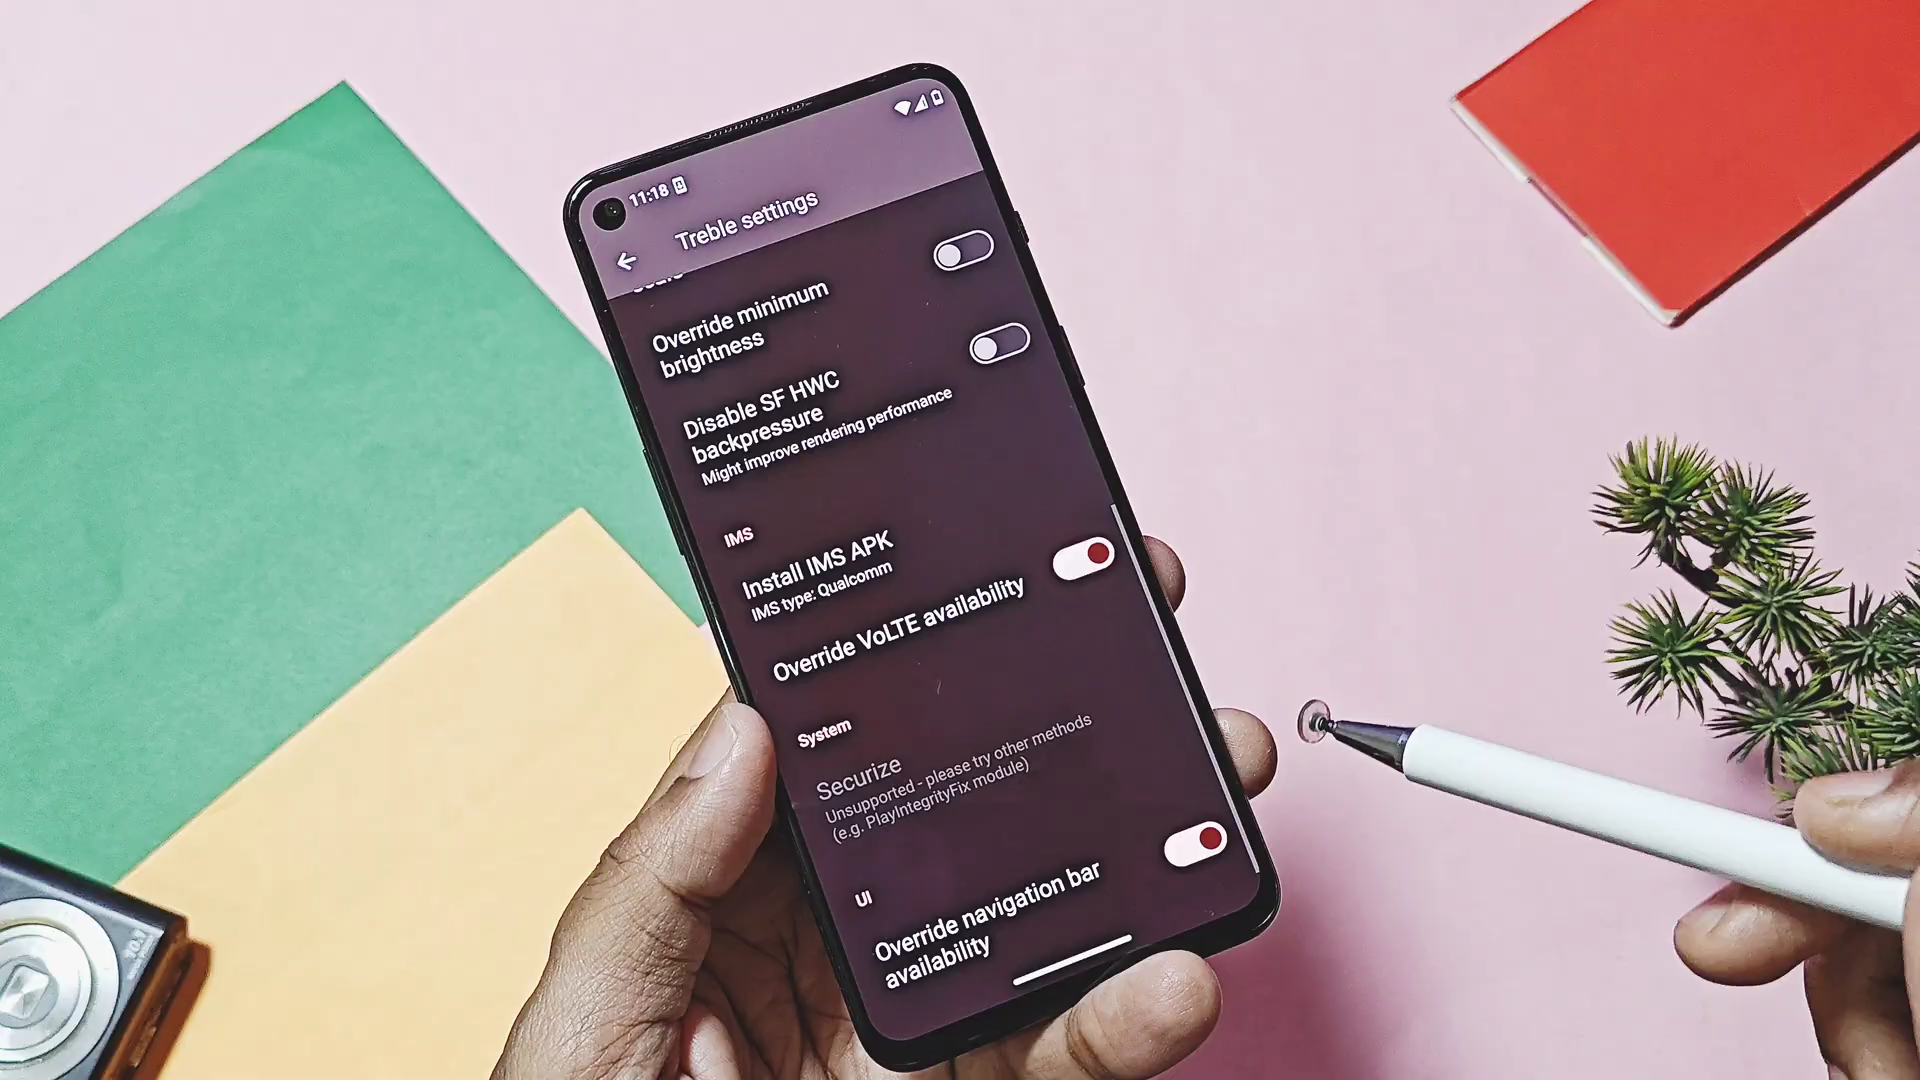 11:18
Treble settings
Override minimum
brightness
Disable SF HWC
backpressure
Might improve rendering performance
IMS
Install IMS APK
IMS type: Qualcomm
Override VoLTE availability
System
Securize
Unsupported - please try other methods
(e.g. PlayIntegrityFix module)
UI
Override navigation bar
availability